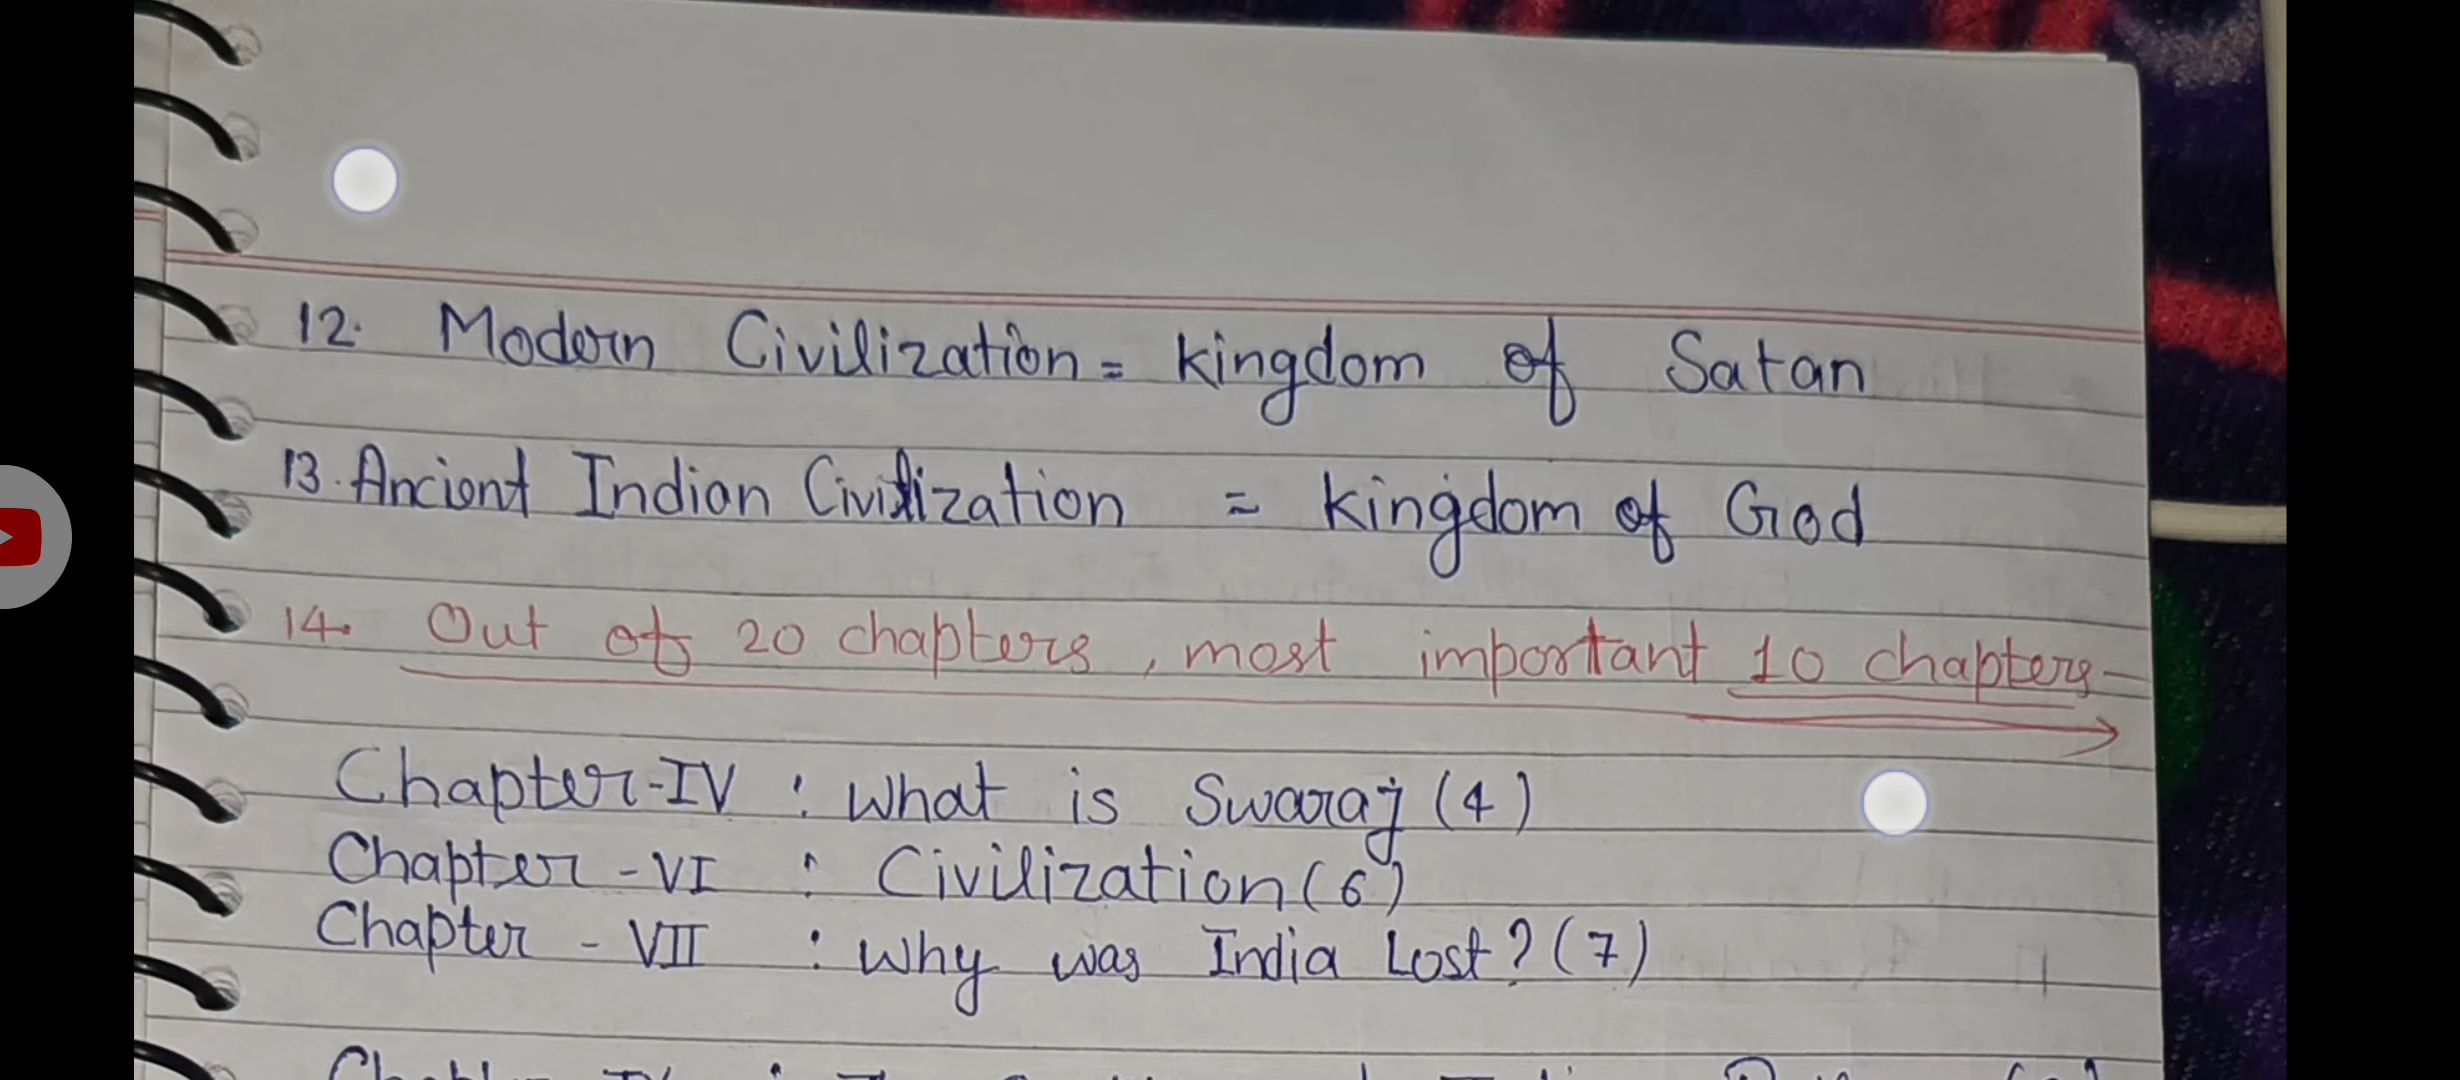 12. Modern Civilization = kingdom of Satan
13. Ancient Indian Civilization = kingdom of God
14. Out of 20 chapters, most important 10 chapters-
Chapter-IV : What is Swaraj (4)
Chapter-VI : Civilization (6)
Chapter-VII : Why was India Lost? (7)